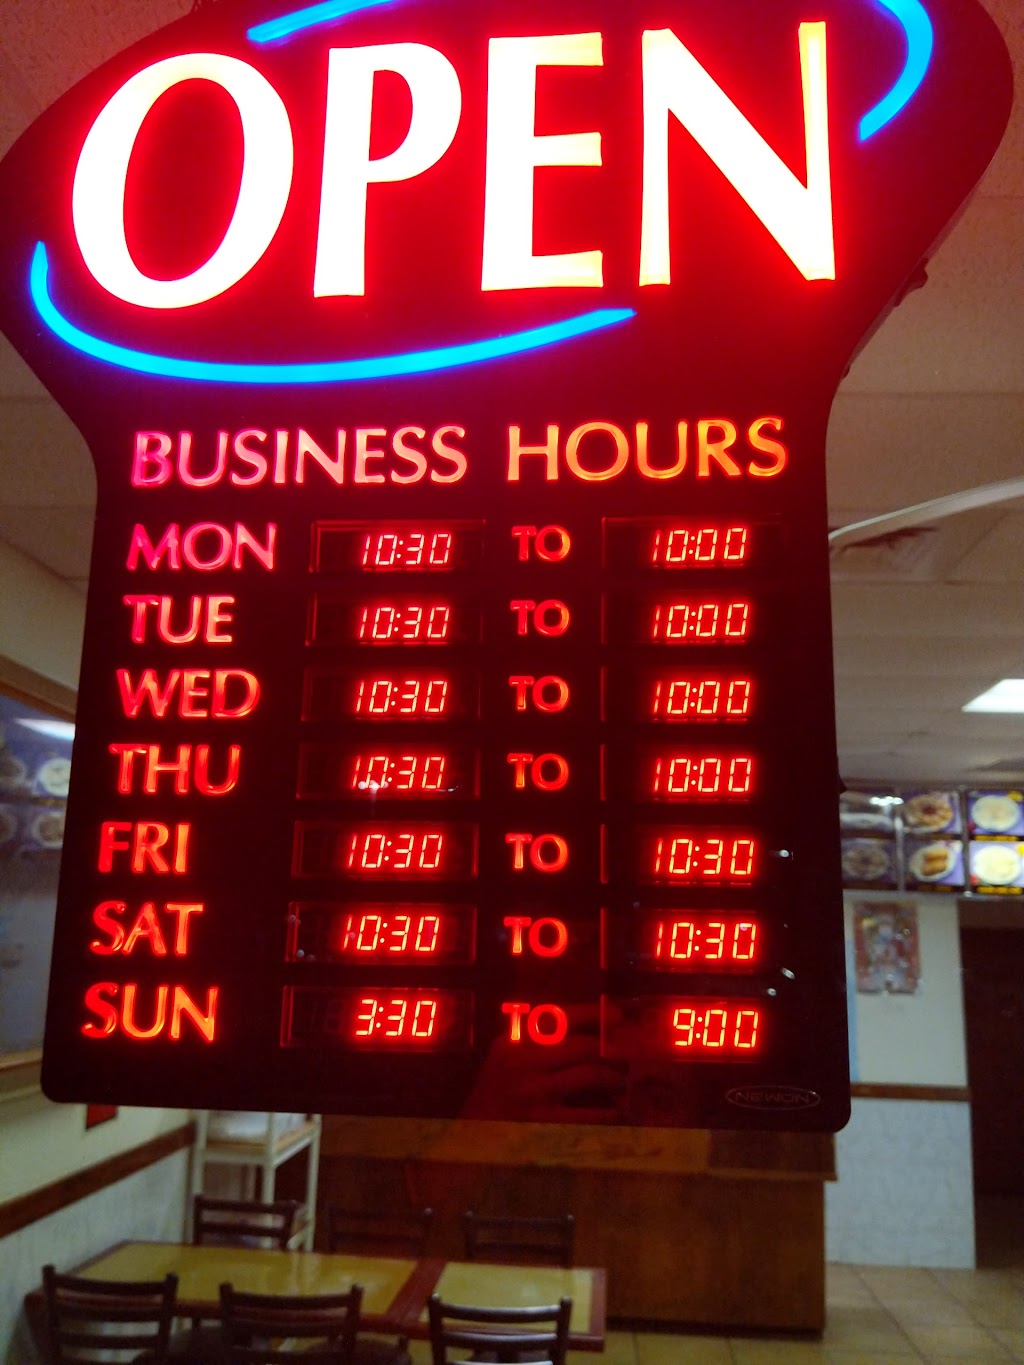 OPEN
BUSINESS HOURS
MON 10:30 TO 10:00
TUE 10:30 TO 10:00
WED 10:30 TO 10:00
THU 10:30 TO 10:00
FRI 10:30 TO 10:30
SAT 10:30 TO 10:30
SUN 3:30 TO 9:00
NEWON